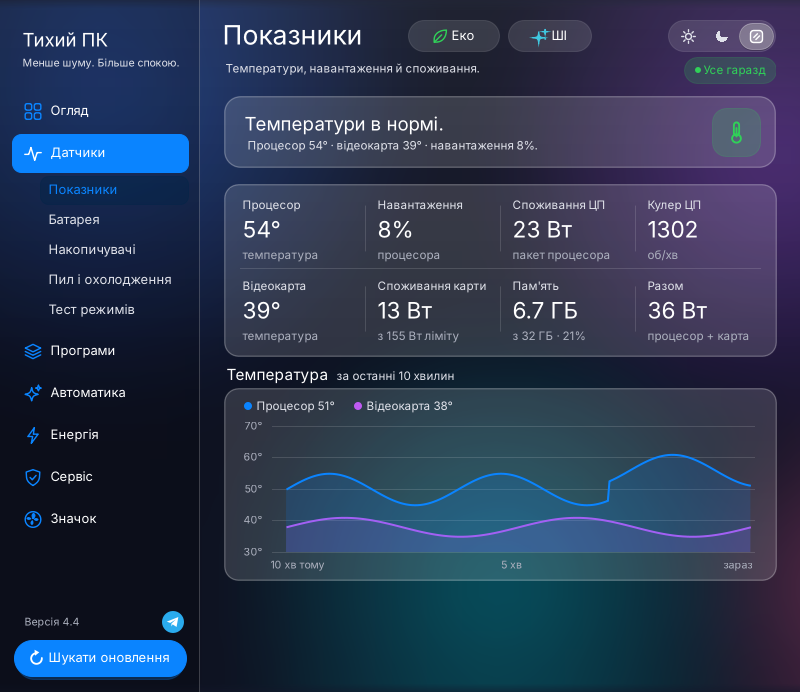 Тихий ПК
Менше шуму. Більше спокою.
Огляд
Датчики
Показники
Батарея
Накопичувачі
Пил і охолодження
Тест режимів
Програми
Автоматика
Енергія
Сервіс
Значок
Версія 4.4
Шукати оновлення
Показники
Еко
ШІ
Температури, навантаження й споживання.
Усе гаразд
Температури в нормі.
Процесор 54° · відеокарта 39° · навантаження 8%.
Процесор
54°
температура
Навантаження
8%
процесора
Споживання ЦП
23 Вт
пакет процесора
Кулер ЦП
1302
об/хв
Відеокарта
39°
температура
Споживання карти
13 Вт
з 155 Вт ліміту
Пам'ять
6.7 ГБ
з 32 ГБ · 21%
Разом
36 Вт
процесор + карта
Температура за останні 10 хвилин
Процесор 51° Відеокарта 38°
70°
60°
50°
40°
30°
10 хв тому 5 хв зараз